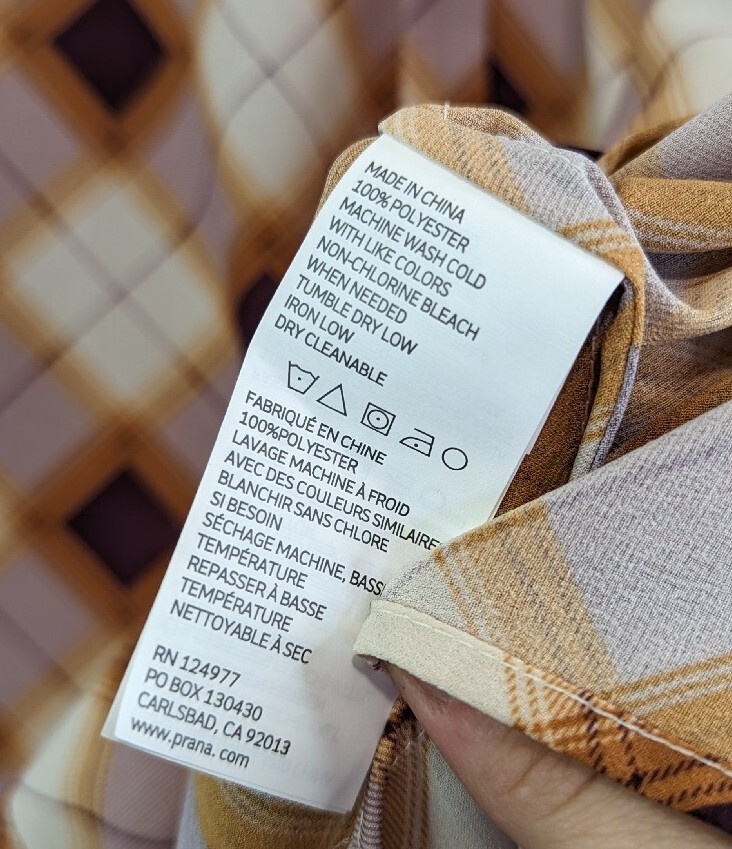 MADE IN CHINA
100% POLYESTER
MACHINE WASH COLD
WITH LIKE COLORS
NON-CHLORINE BLEACH
WHEN NEEDED
TUMBLE DRY LOW
IRON LOW
DRY CLEANABLE
FABRIQUÉ EN CHINE
100%POLYESTER
LAVAGE MACHINE À FROID
AVEC DES COULEURS SIMILAIRE
BLANCHIR SANS CHLORE
SI BESOIN
SÉCHAGE MACHINE, BASS
TEMPÉRATURE
REPASSER À BASSE
TEMPÉRATURE
NETTOYABLE À SEC
RN 124977
PO BOX 130430
CARLSBAD, CA 92013
www.prana.com